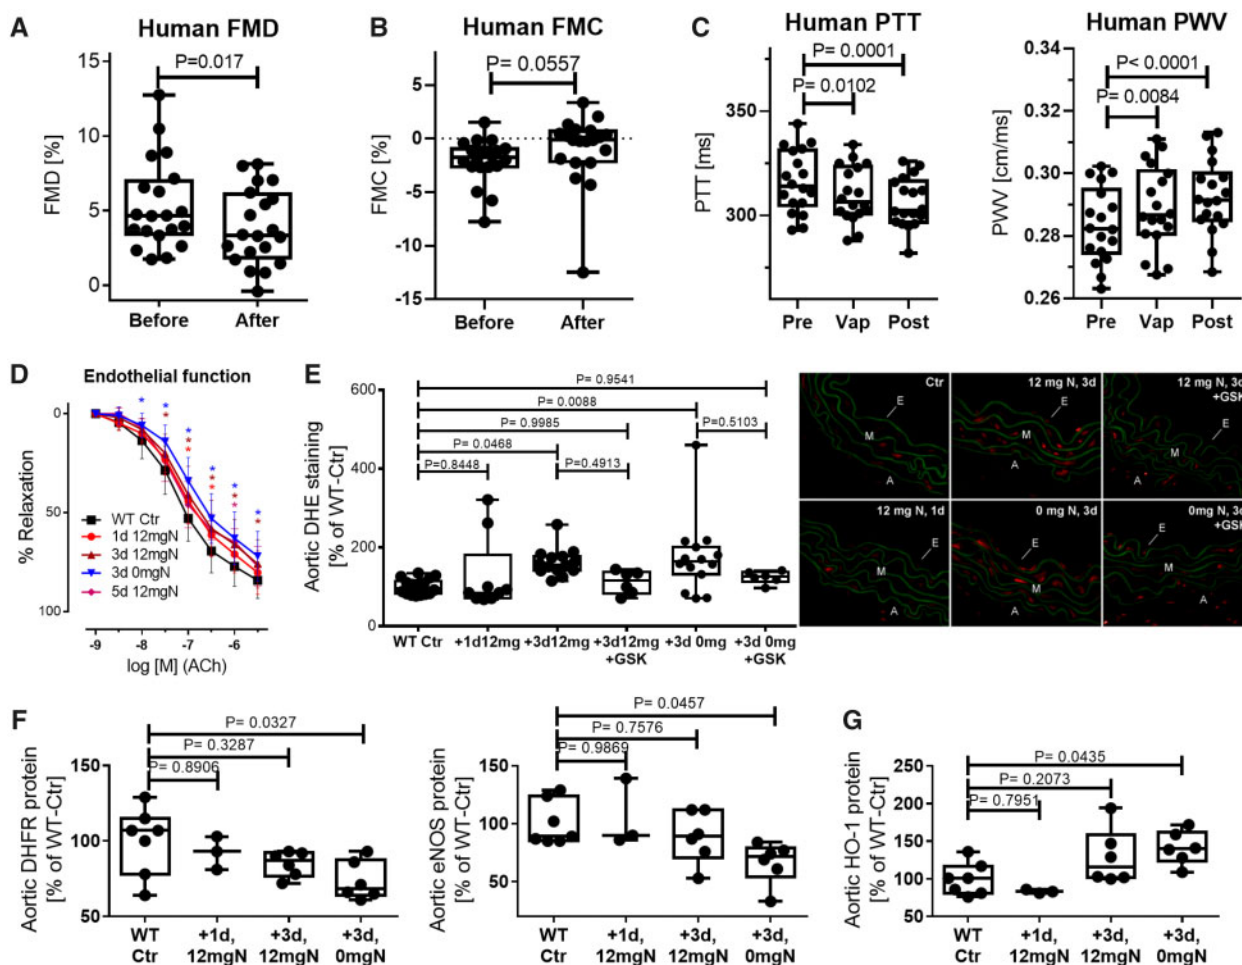 A
Human FMD
P=0.017
FMD [%]
15
10
5
0
Before
After
B
Human FMC
P= 0.0557
FMC [%]
5
0
-5
-10
-15
Before
After
C
Human PTT
P= 0.0001
P= 0.0102
PTT [ms]
350
300
Pre
Vap
Post
Human PWV
P< 0.0001
P= 0.0084
PWV [cm/ms]
0.34
0.32
0.30
0.28
0.26
Pre
Vap
Post
D
Endothelial function
% Relaxation
0
50
100
* * * * * * * * * * * * * *
WT Ctr
1d 12mgN
3d 12mgN
3d 0mgN
5d 12mgN
-9
-8
-7
-6
log [M] (ACh)
E
P= 0.9541
P= 0.0088
P= 0.9985
P=0.5103
P= 0.0468
P=0.8448
P=0.4913
Aortic DHE staining
[% of WT-Ctr]
600
400
200
0
WT Ctr
+1d12mg
+3d12mg
+3d12mg
+GSK
+3d 0mg
+3d 0mg
+GSK
Ctr
E
M
A
12 mg N, 3d
E
M
A
12 mg N, 3d
+GSK
E
M
A
12 mg N, 1d
E
M
A
0 mg N, 3d
E
M
A
0mg N, 3d
+GSK
E
M
A
F
P= 0.0327
P= 0.3287
P= 0.8906
Aortic DHFR protein
[% of WT-Ctr]
150
100
50
WT
Ctr
+1d,
12mgN
+3d,
12mgN
+3d,
0mgN
P= 0.0457
P= 0.7576
P= 0.9869
Aortic eNOS protein
[% of WT-Ctr]
150
100
50
WT
Ctr
+1d,
12mgN
+3d,
12mgN
+3d,
0mgN
G
P= 0.0435
P= 0.2073
P= 0.7951
Aortic HO-1 protein
[% of WT-Ctr]
250
200
150
100
50
WT
Ctr
+1d,
12mgN
+3d,
12mgN
+3d,
0mgN